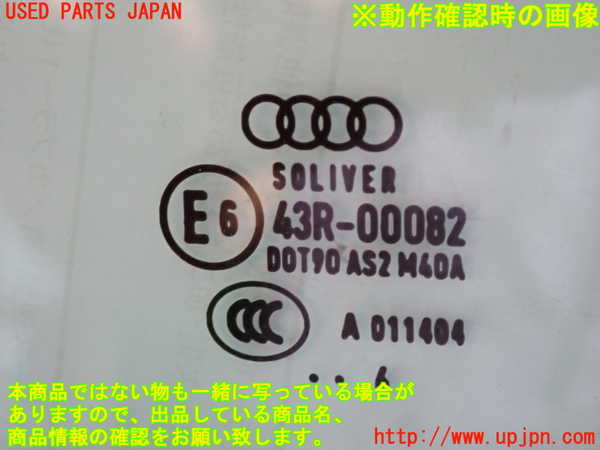 USED PARTS JAPAN
※動作確認時の画像
SOLIVER
E6 43R-00082
DOT90 AS2 M40A
CCC A 011404
. . 6
本商品ではない物も一緒に写っている場合が
ありますので、出品している商品名、
商品情報の確認をお願い致します。
http://www.upjpn.com/